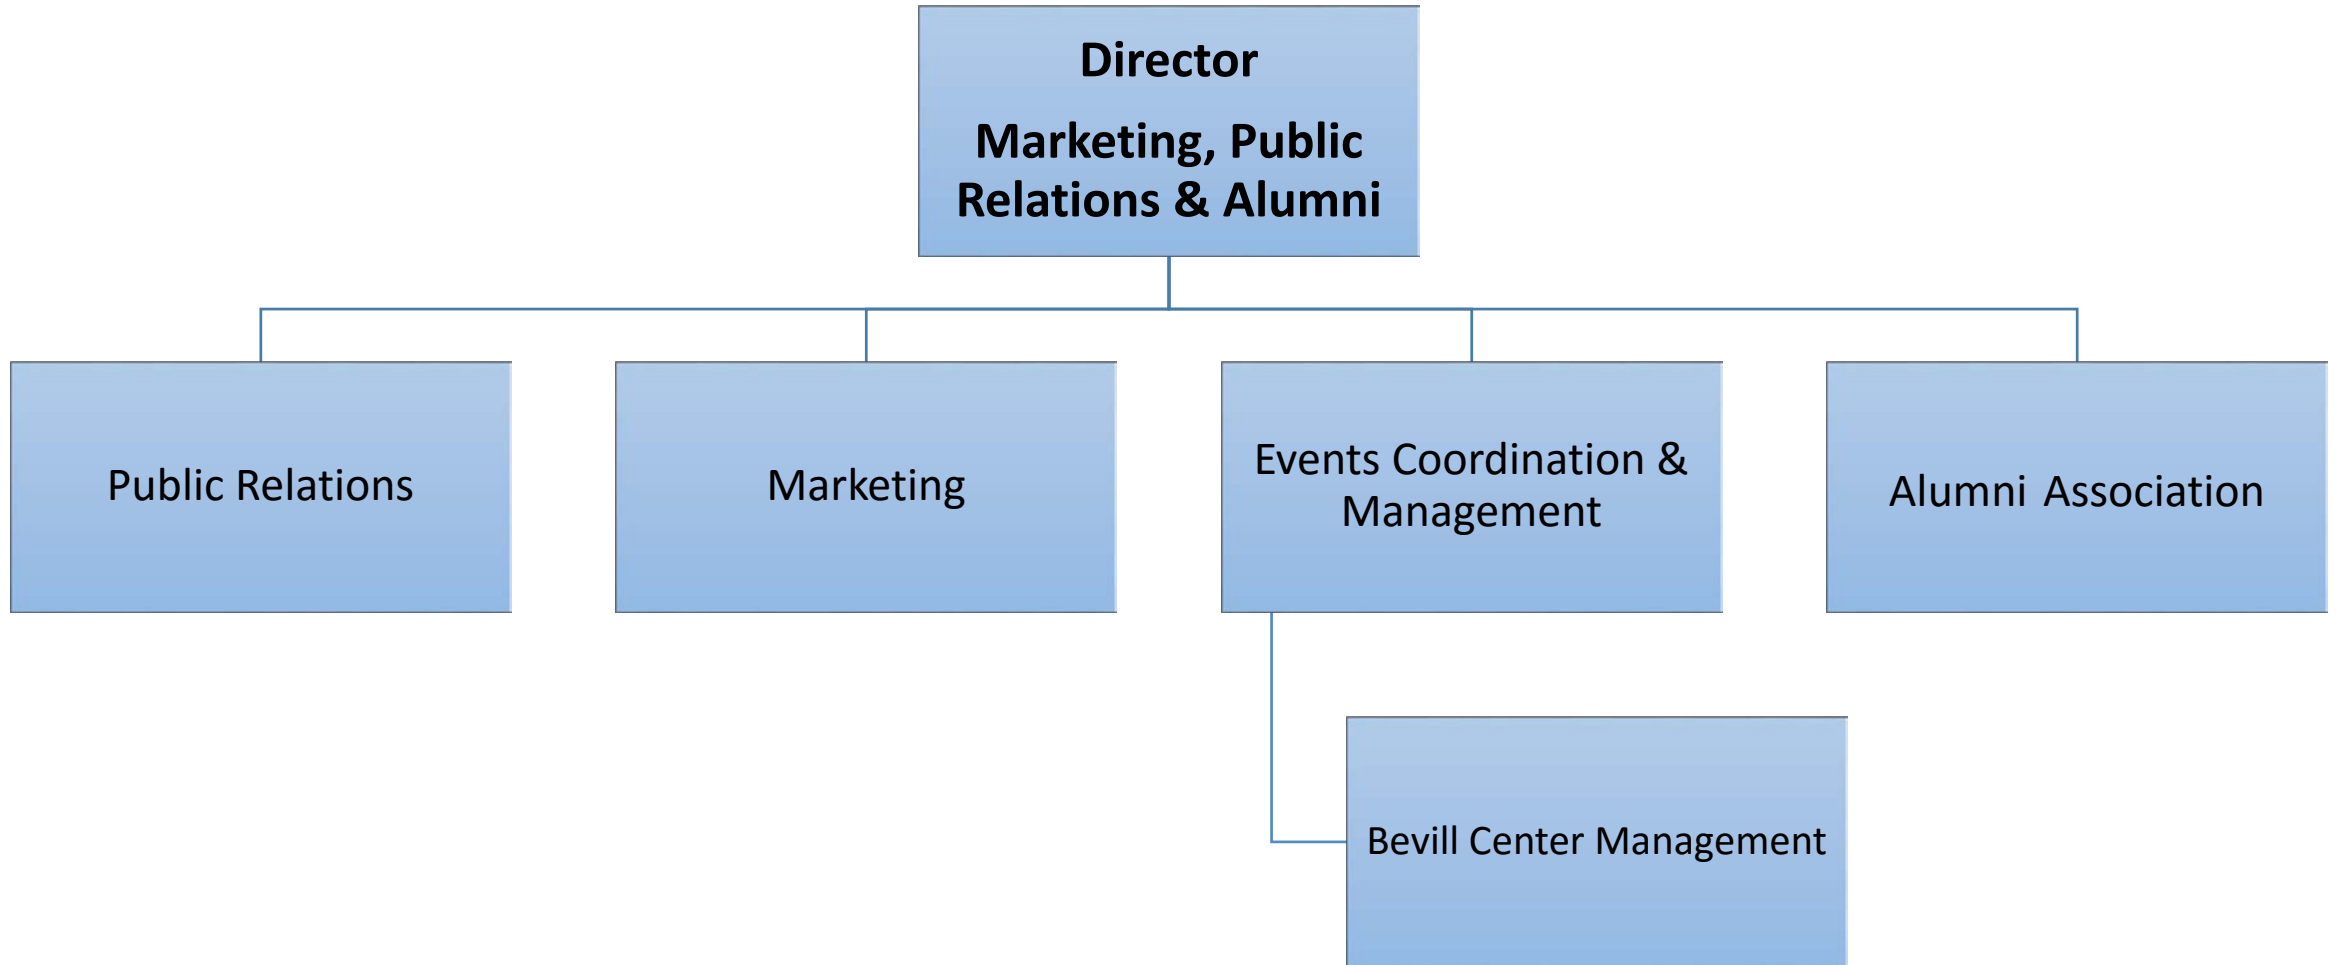 Director
Marketing, Public
Relations & Alumni
Public Relations
Marketing
Events Coordination &
Management
Alumni Association
Bevill Center Management